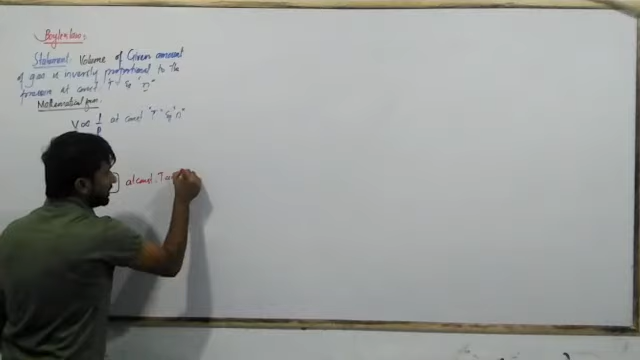 Boyle's law:
Statement: Volume of Given amount
of gas is inversly proportional to the
pressure at const "T" & "n"
Mathematical form
V ∝ 1/P at const "T" & "n"
at const. T a